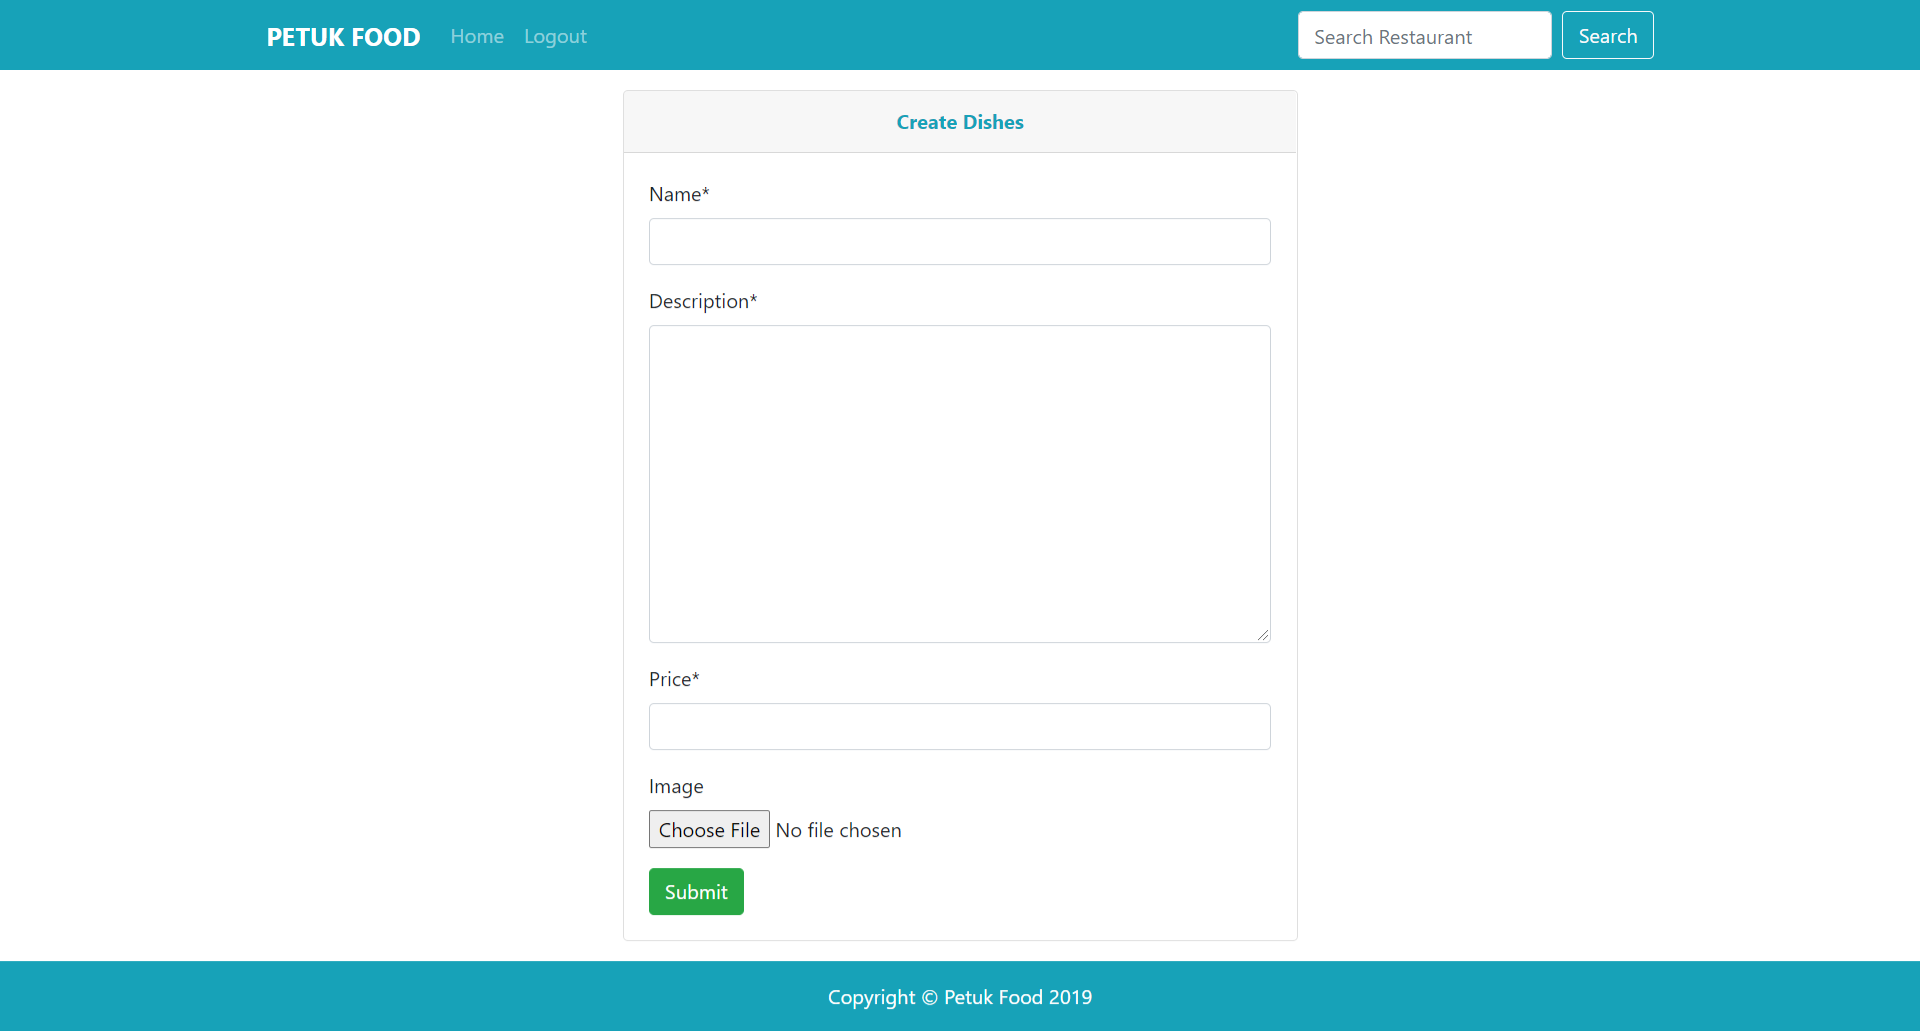 PETUK FOOD Home Logout Search Restaurant Search
Create Dishes
Name*
Description*
Price*
Image
Choose File No file chosen
Submit
Copyright © Petuk Food 2019